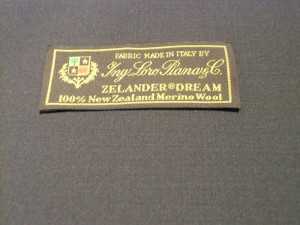 FABRIC MADE IN ITALY BY
Ing. Loro Piana & C.
ZELANDER® DREAM
100% New Zealand Merino Wool